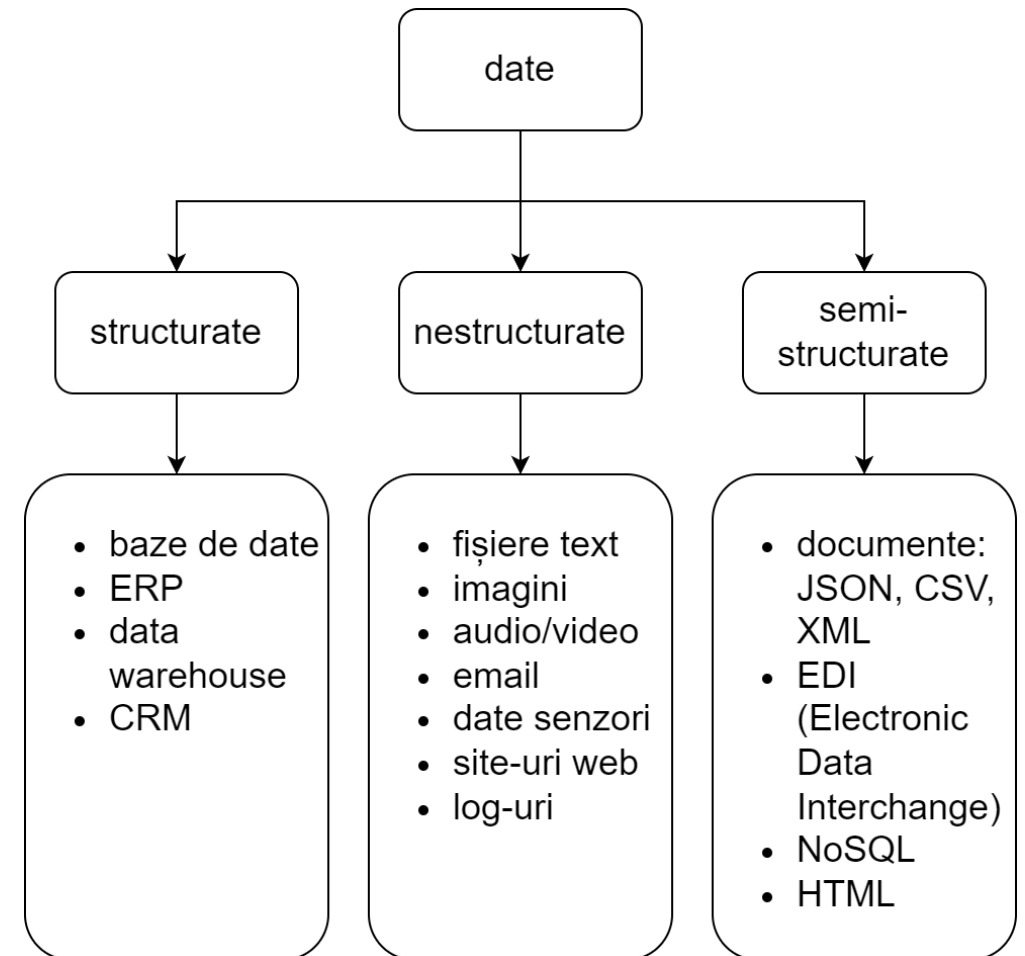 date
structurate
nestructurate
semi-
structurate
• baze de date
• ERP
• data
warehouse
• CRM
• fișiere text
• imagini
• audio/video
• email
• date senzori
• site-uri web
• log-uri
• documente:
JSON, CSV,
XML
• EDI
(Electronic
Data
Interchange)
• NoSQL
• HTML